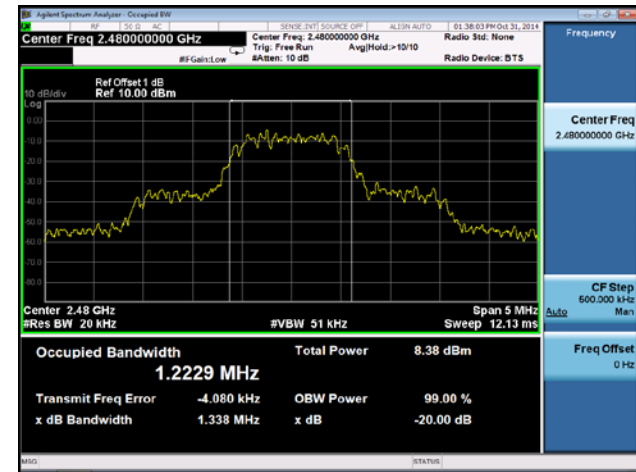 Agilent Spectrum Analyzer - Occupied BW
RF 50 Ω AC SENSE:INT SOURCE OFF ALIGN AUTO 01:38:03 PM Oct 31, 2014
Center Freq 2.480000000 GHz Center Freq: 2.480000000 GHz Radio Std: None Frequency
Trig: Free Run Avg|Hold:>10/10
#IFGain:Low #Atten: 10 dB Radio Device: BTS
Ref Offset 1 dB
10 dB/div Ref 10.00 dBm
Log
0.00
-10.0
-20.0
-30.0
-40.0
-50.0
-60.0
-70.0
-80.0
Center Freq
2.480000000 GHz
Center 2.48 GHz Span 5 MHz
#Res BW 20 kHz #VBW 51 kHz Sweep 12.13 ms
CF Step
500.000 kHz
Auto Man
Occupied Bandwidth Total Power 8.38 dBm
1.2229 MHz
Transmit Freq Error -4.080 kHz OBW Power 99.00 %
x dB Bandwidth 1.338 MHz x dB -20.00 dB
Freq Offset
0 Hz
MSG STATUS